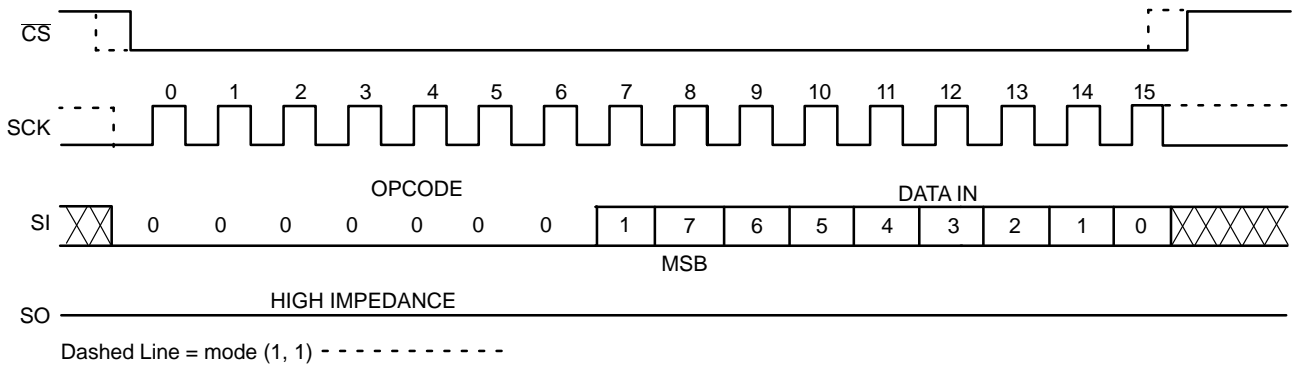 CS
0 1 2 3 4 5 6 7 8 9 10 11 12 13 14 15
SCK
OPCODE DATA IN
SI 0 0 0 0 0 0 0 1 7 6 5 4 3 2 1 0
MSB
HIGH IMPEDANCE
SO
Dashed Line = mode (1, 1)